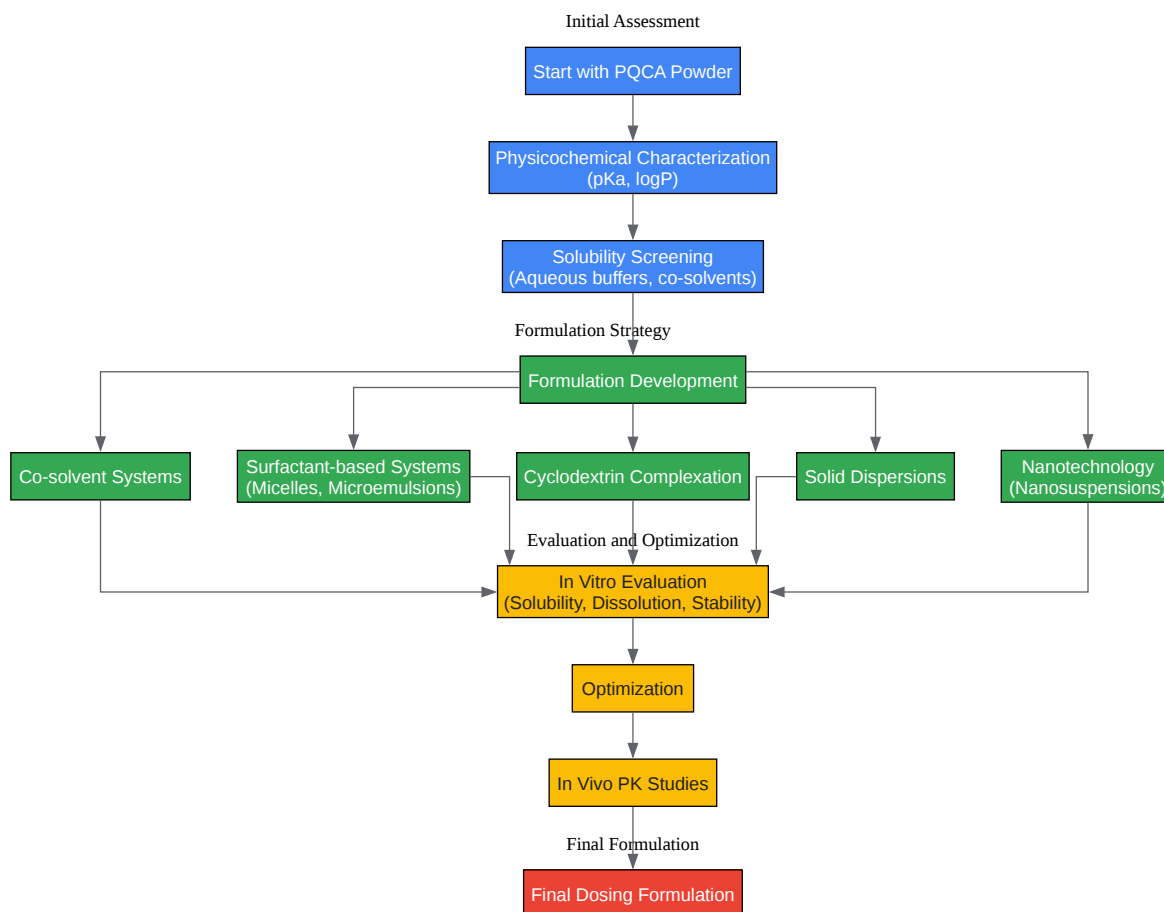 Initial Assessment
Start with PQCA Powder
Physicochemical Characterization
(pKa, logP)
Solubility Screening
(Aqueous buffers, co-solvents)
Formulation Strategy
Formulation Development
Co-solvent Systems
Surfactant-based Systems
(Micelles, Microemulsions)
Cyclodextrin Complexation
Solid Dispersions
Nanotechnology
(Nanosuspensions)
Evaluation and Optimization
In Vitro Evaluation
(Solubility, Dissolution, Stability)
Optimization
In Vivo PK Studies
Final Formulation
Final Dosing Formulation